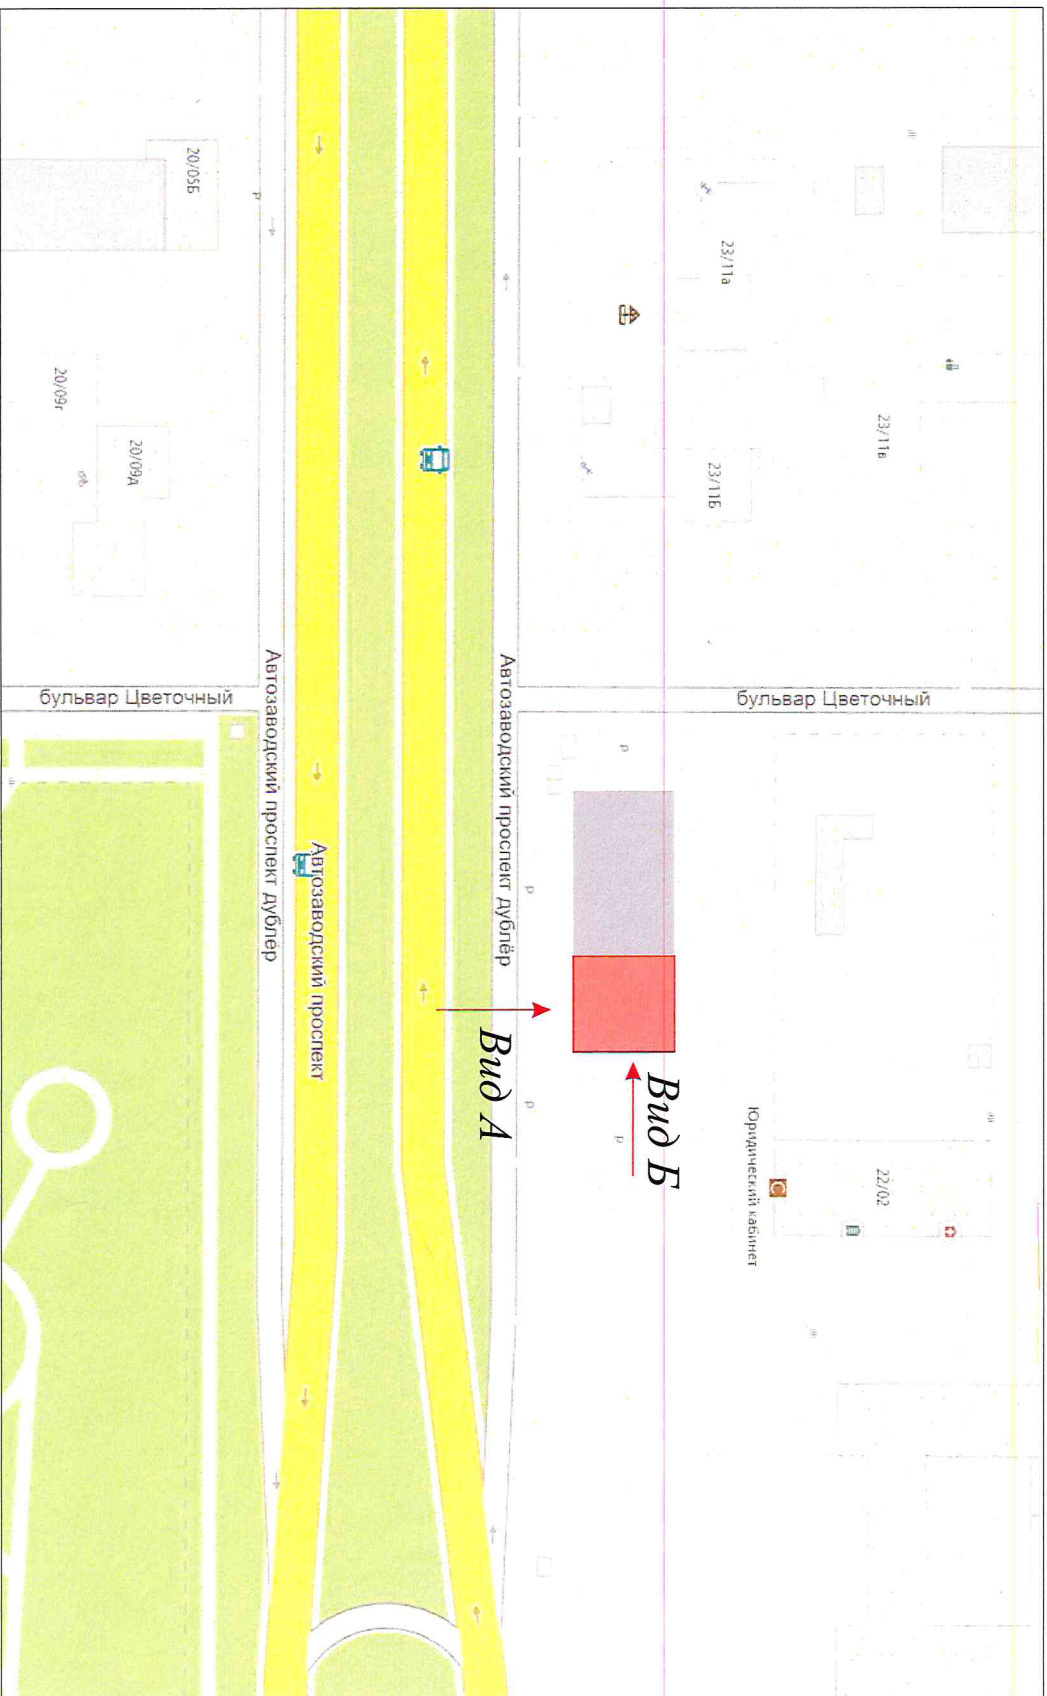 23/11в
23/11а
23/11Б
бульвар Цветочный
22/02
Юридический кабинет
Вид Б
Вид А
P
P
P
P
Автозаводский проспект дублёр
Автозаводский проспект
Автозаводский проспект дублёр
P
20/05Б
20/09д
20/09г
бульвар Цветочный